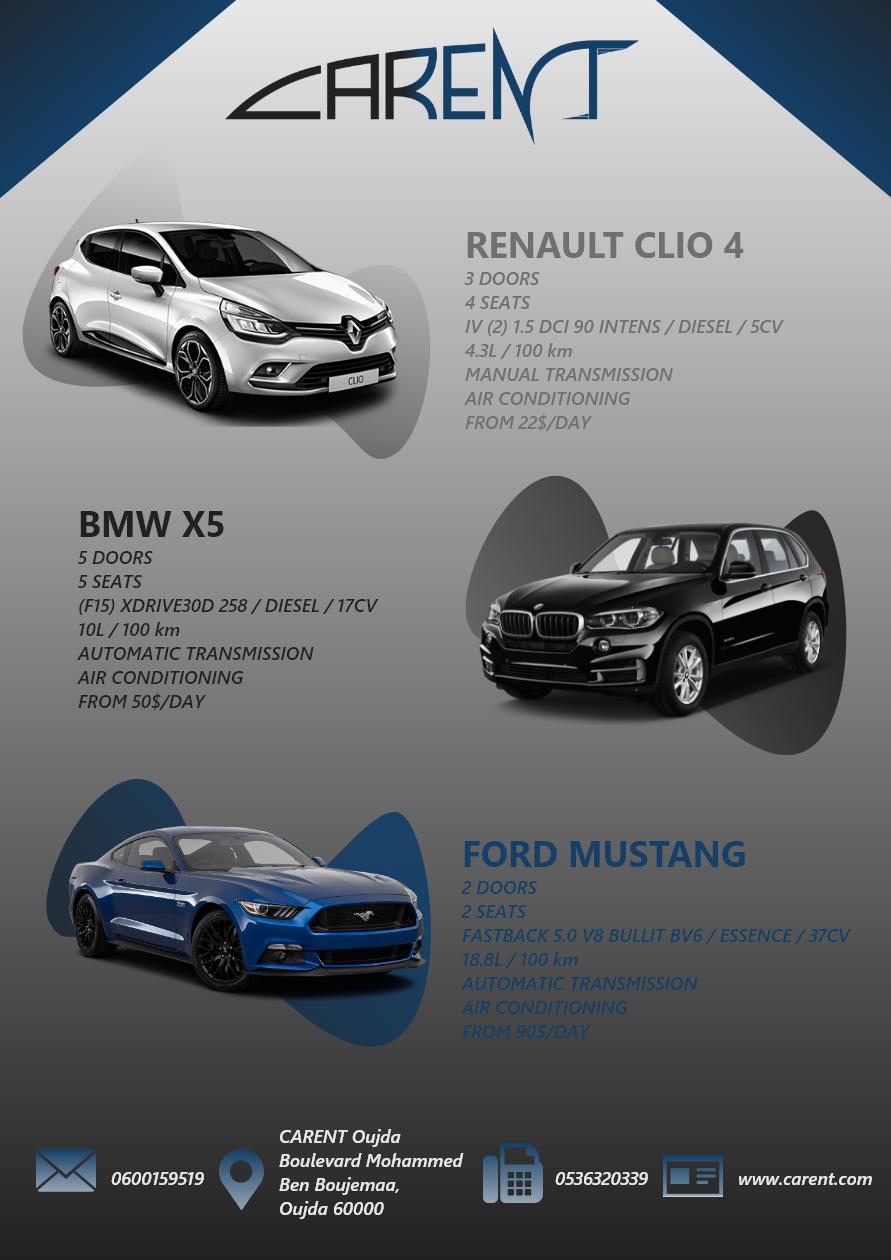 CARENT
RENAULT CLIO 4
3 DOORS
4 SEATS
IV (2) 1.5 DCI 90 INTENS / DIESEL / 5CV
4.3L / 100 km
MANUAL TRANSMISSION
AIR CONDITIONING
FROM 22$/DAY
CLIO
BMW X5
5 DOORS
5 SEATS
(F15) XDRIVE30D 258 / DIESEL / 17CV
10L / 100 km
AUTOMATIC TRANSMISSION
AIR CONDITIONING
FROM 50$/DAY
FORD MUSTANG
2 DOORS
2 SEATS
FASTBACK 5.0 V8 BULLIT BV6 / ESSENCE / 37CV
18.8L / 100 km
AUTOMATIC TRANSMISSION
AIR CONDITIONING
FROM 90$/DAY
0600159519
CARENT Oujda
Boulevard Mohammed
Ben Boujemaa,
Oujda 60000
0536320339
www.carent.com